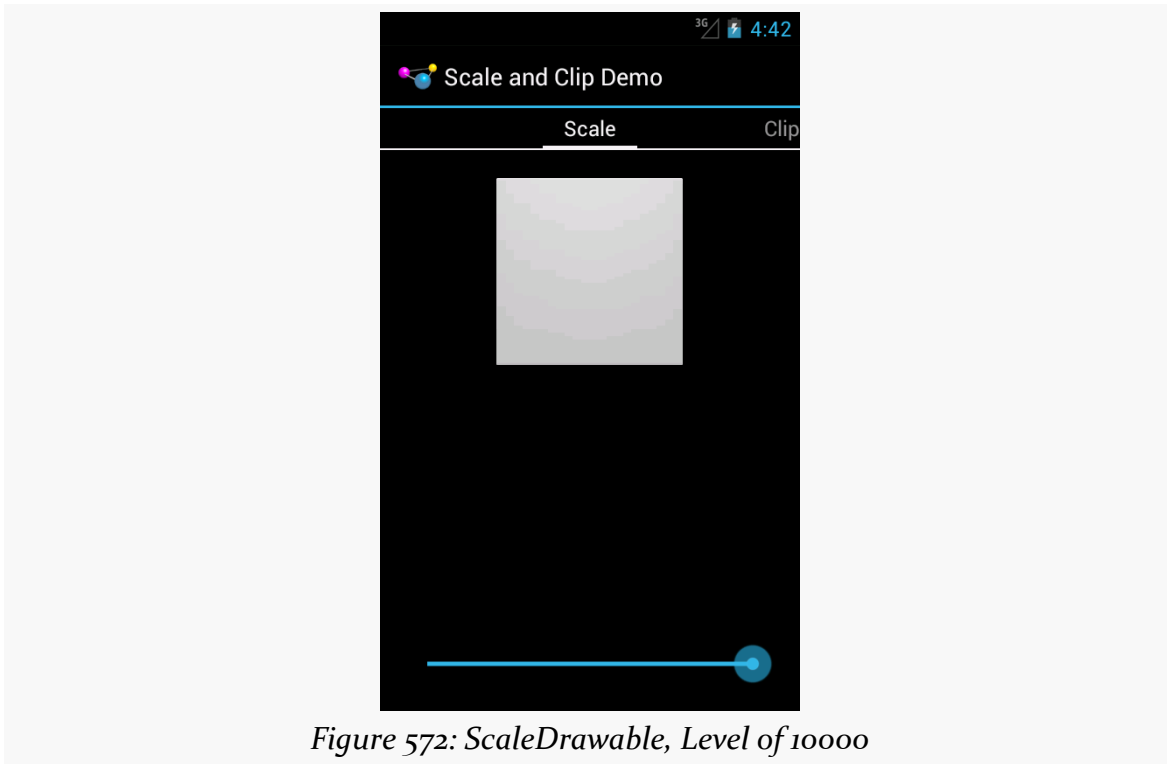 3G 4:42
Scale and Clip Demo
Scale Clip
Figure 572: ScaleDrawable, Level of 10000